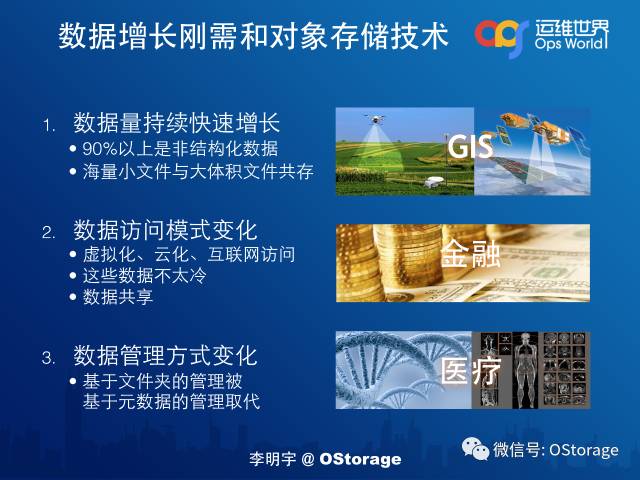 数据增长刚需和对象存储技术
运维世界
Ops World
1. 数据量持续快速增长
• 90%以上是非结构化数据
• 海量小文件与大体积文件共存
GIS
2. 数据访问模式变化
• 虚拟化、云化、互联网访问
• 这些数据不太冷
• 数据共享
金融
3. 数据管理方式变化
• 基于文件夹的管理被
基于元数据的管理取代
医疗
李明宇 @ OStorage
微信号: OStorage